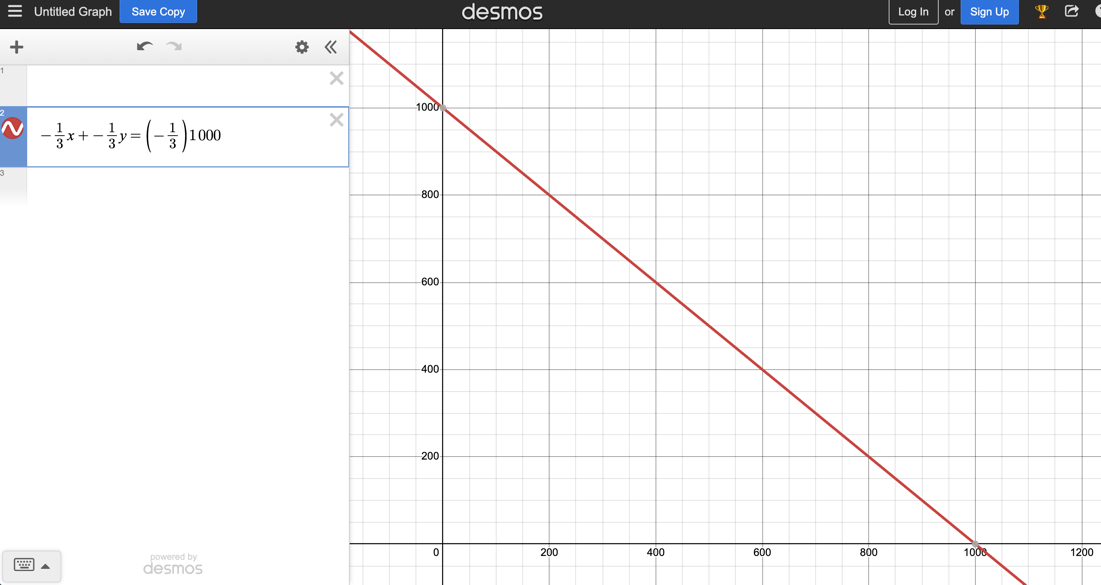 Untitled Graph Save Copy desmos Log In or Sign Up
1
2
-1/3x+-1/3y=(-1/3)1000
3
powered by
desmos
1000
800
600
400
200
0 200 400 600 800 1000 1200